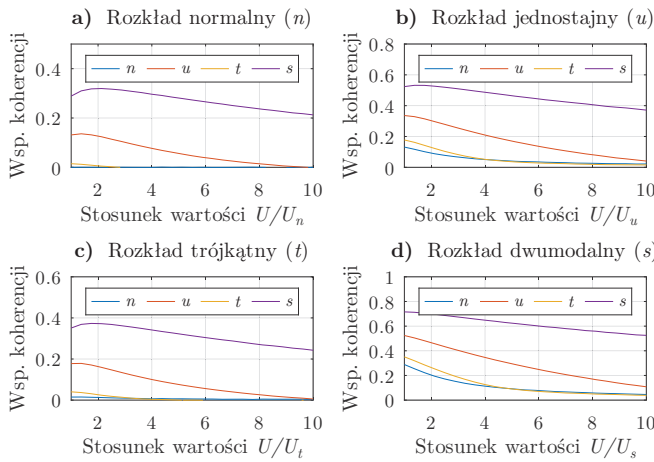 a) Rozkład normalny (n)
Wsp. koherencji
0.4
0.2
0
n u t s
2 4 6 8 10
Stosunek wartości U/Uₙ
b) Rozkład jednostajny (u)
Wsp. koherencji
0.8
0.6
0.4
0.2
0
n u t s
2 4 6 8 10
Stosunek wartości U/Uᵤ
c) Rozkład trójkątny (t)
Wsp. koherencji
0.6
0.4
0.2
0
n u t s
2 4 6 8 10
Stosunek wartości U/Uₜ
d) Rozkład dwumodalny (s)
Wsp. koherencji
1
0.8
0.6
0.4
0.2
0
n u t s
2 4 6 8 10
Stosunek wartości U/Uₛ